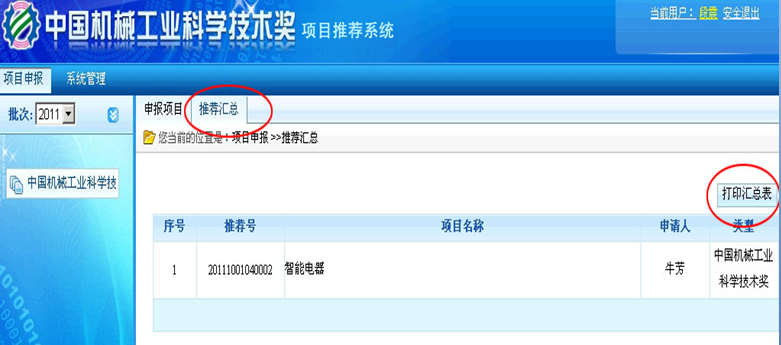 中国机械工业科学技术奖 项目推荐系统
当前用户： 段霞 安全退出
项目申报 系统管理
批次: 2011
申报项目 推荐汇总
您当前的位置是：项目申报 >>推荐汇总
中国机械工业科学技
打印汇总表
序号 推荐号 项目名称 申请人 类型
1 20111001040002 智能电器 牛芳 中国机械工业
科学技术奖